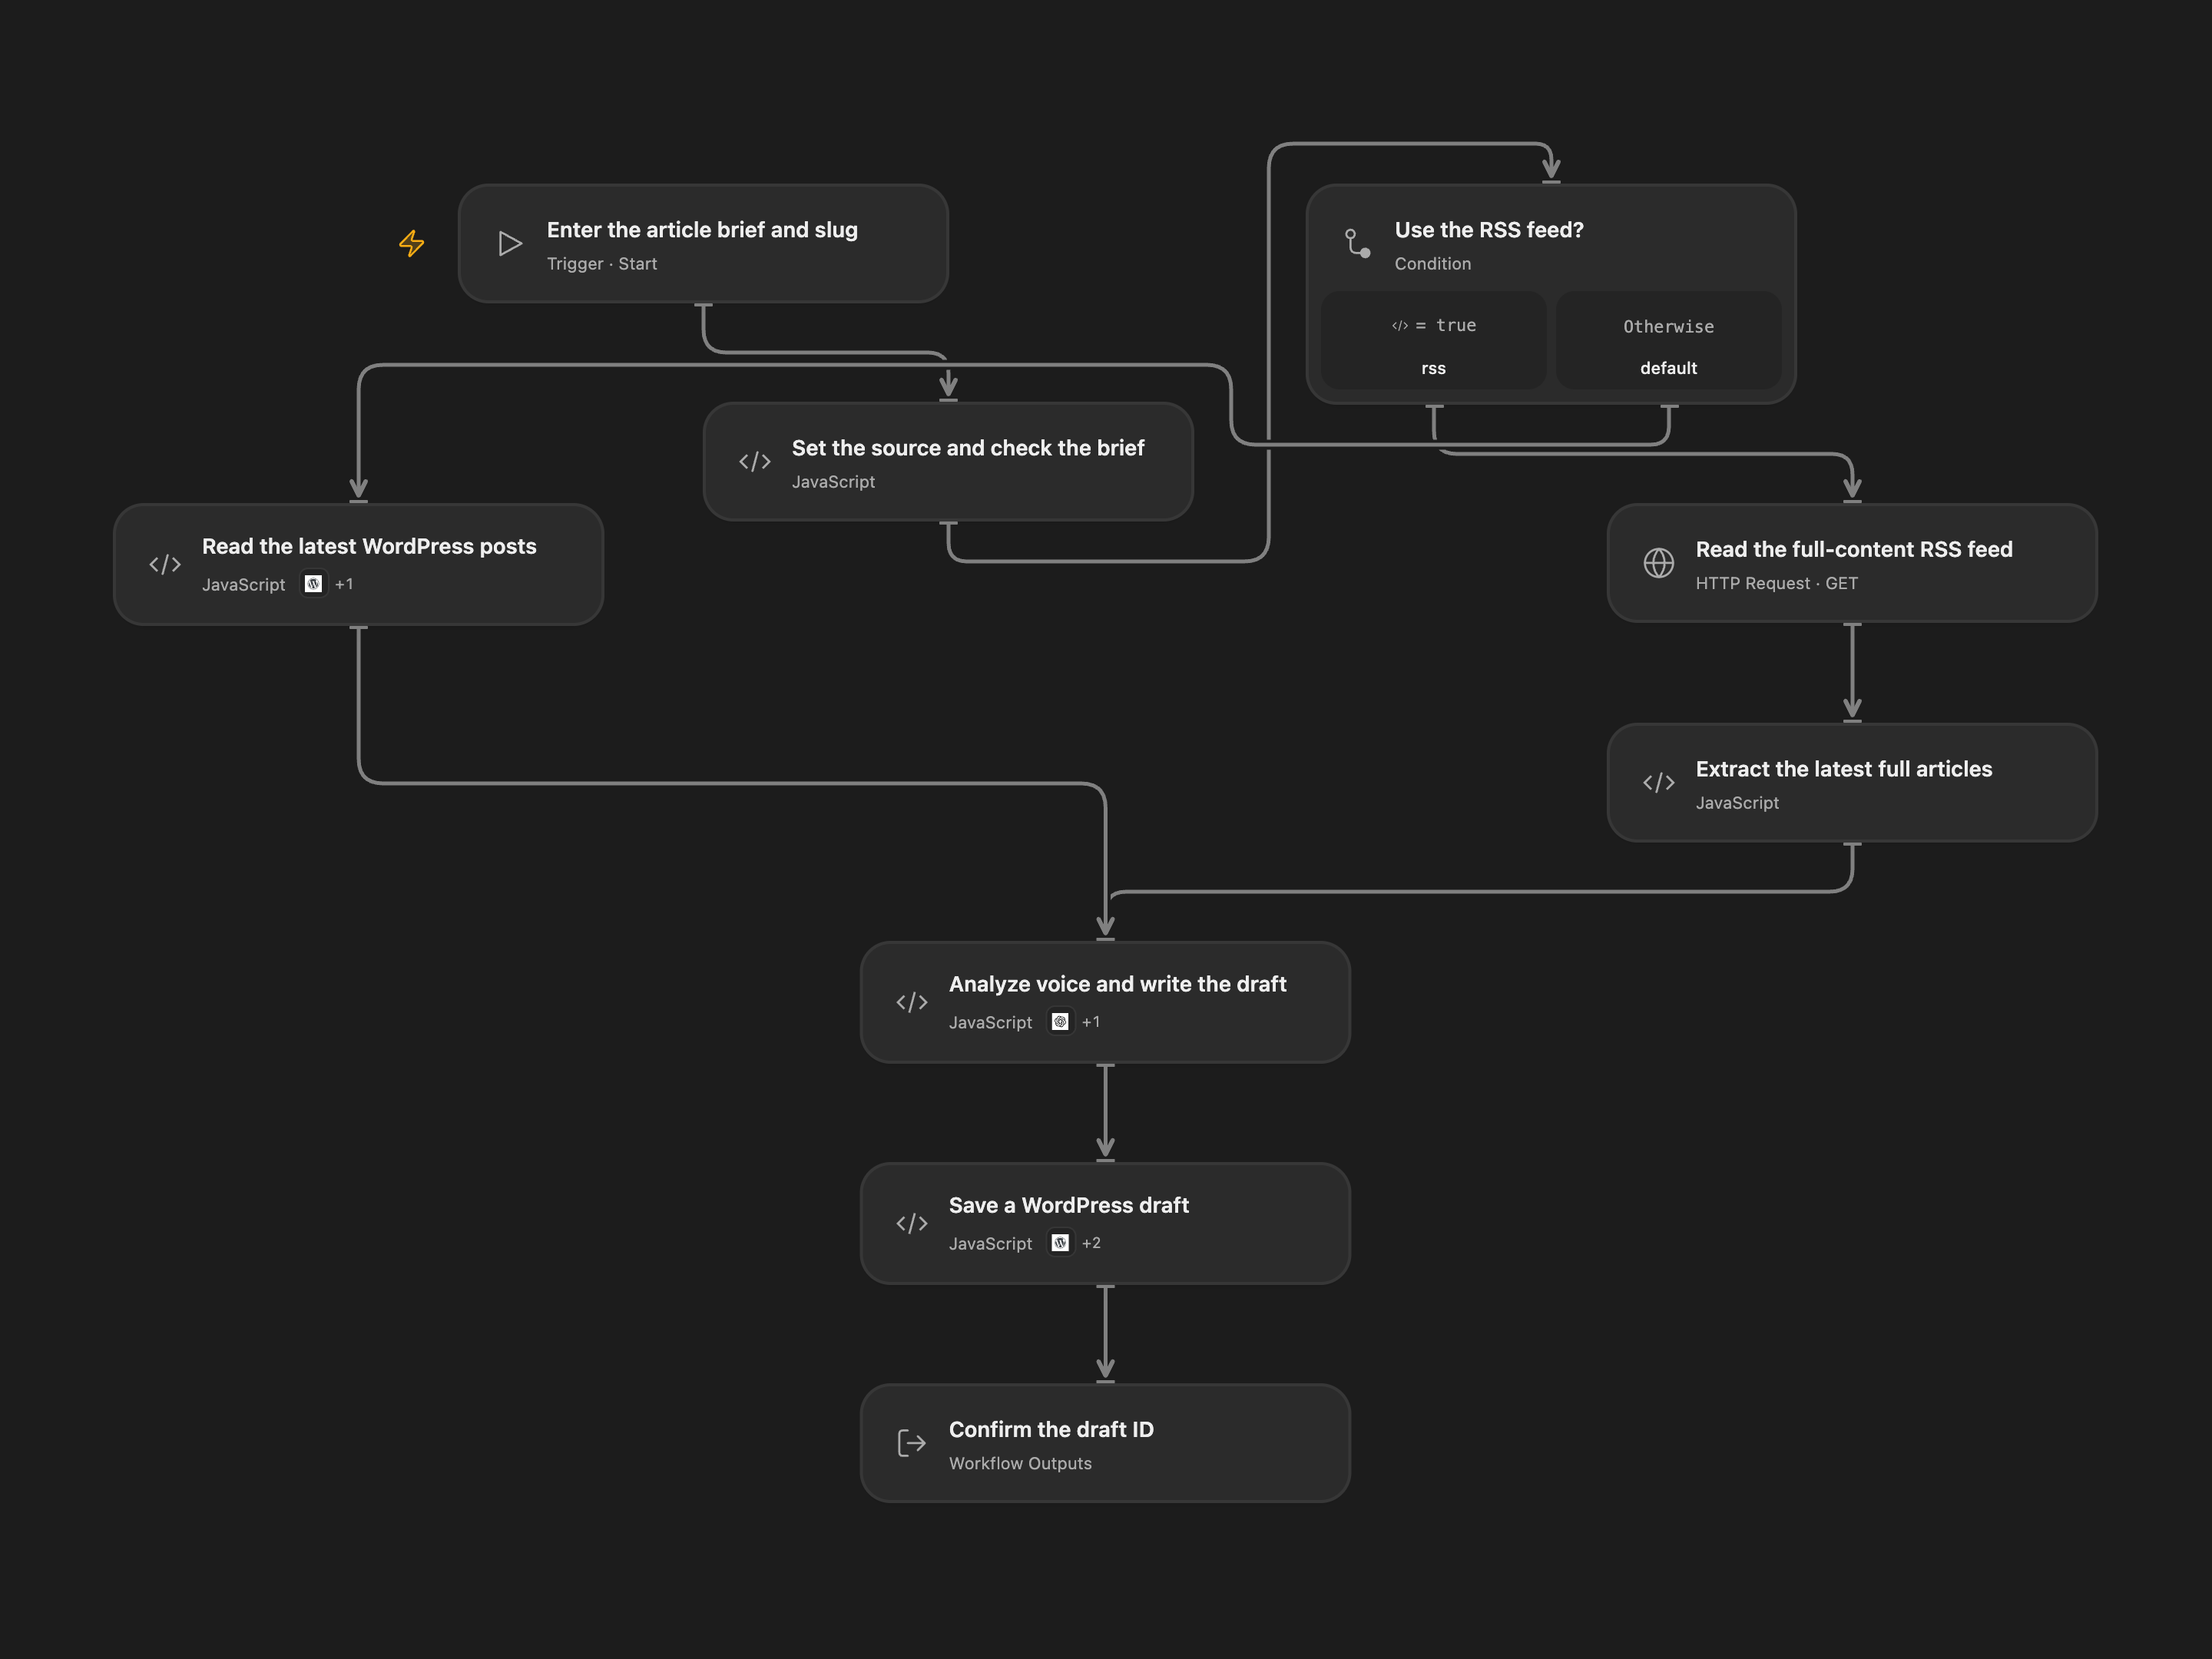 Enter the article brief and slug
Trigger · Start
Use the RSS feed?
Condition
</> = true
rss
Otherwise
default
Set the source and check the brief
JavaScript
Read the latest WordPress posts
JavaScript +1
Read the full-content RSS feed
HTTP Request · GET
Extract the latest full articles
JavaScript
Analyze voice and write the draft
JavaScript +1
Save a WordPress draft
JavaScript +2
Confirm the draft ID
Workflow Outputs